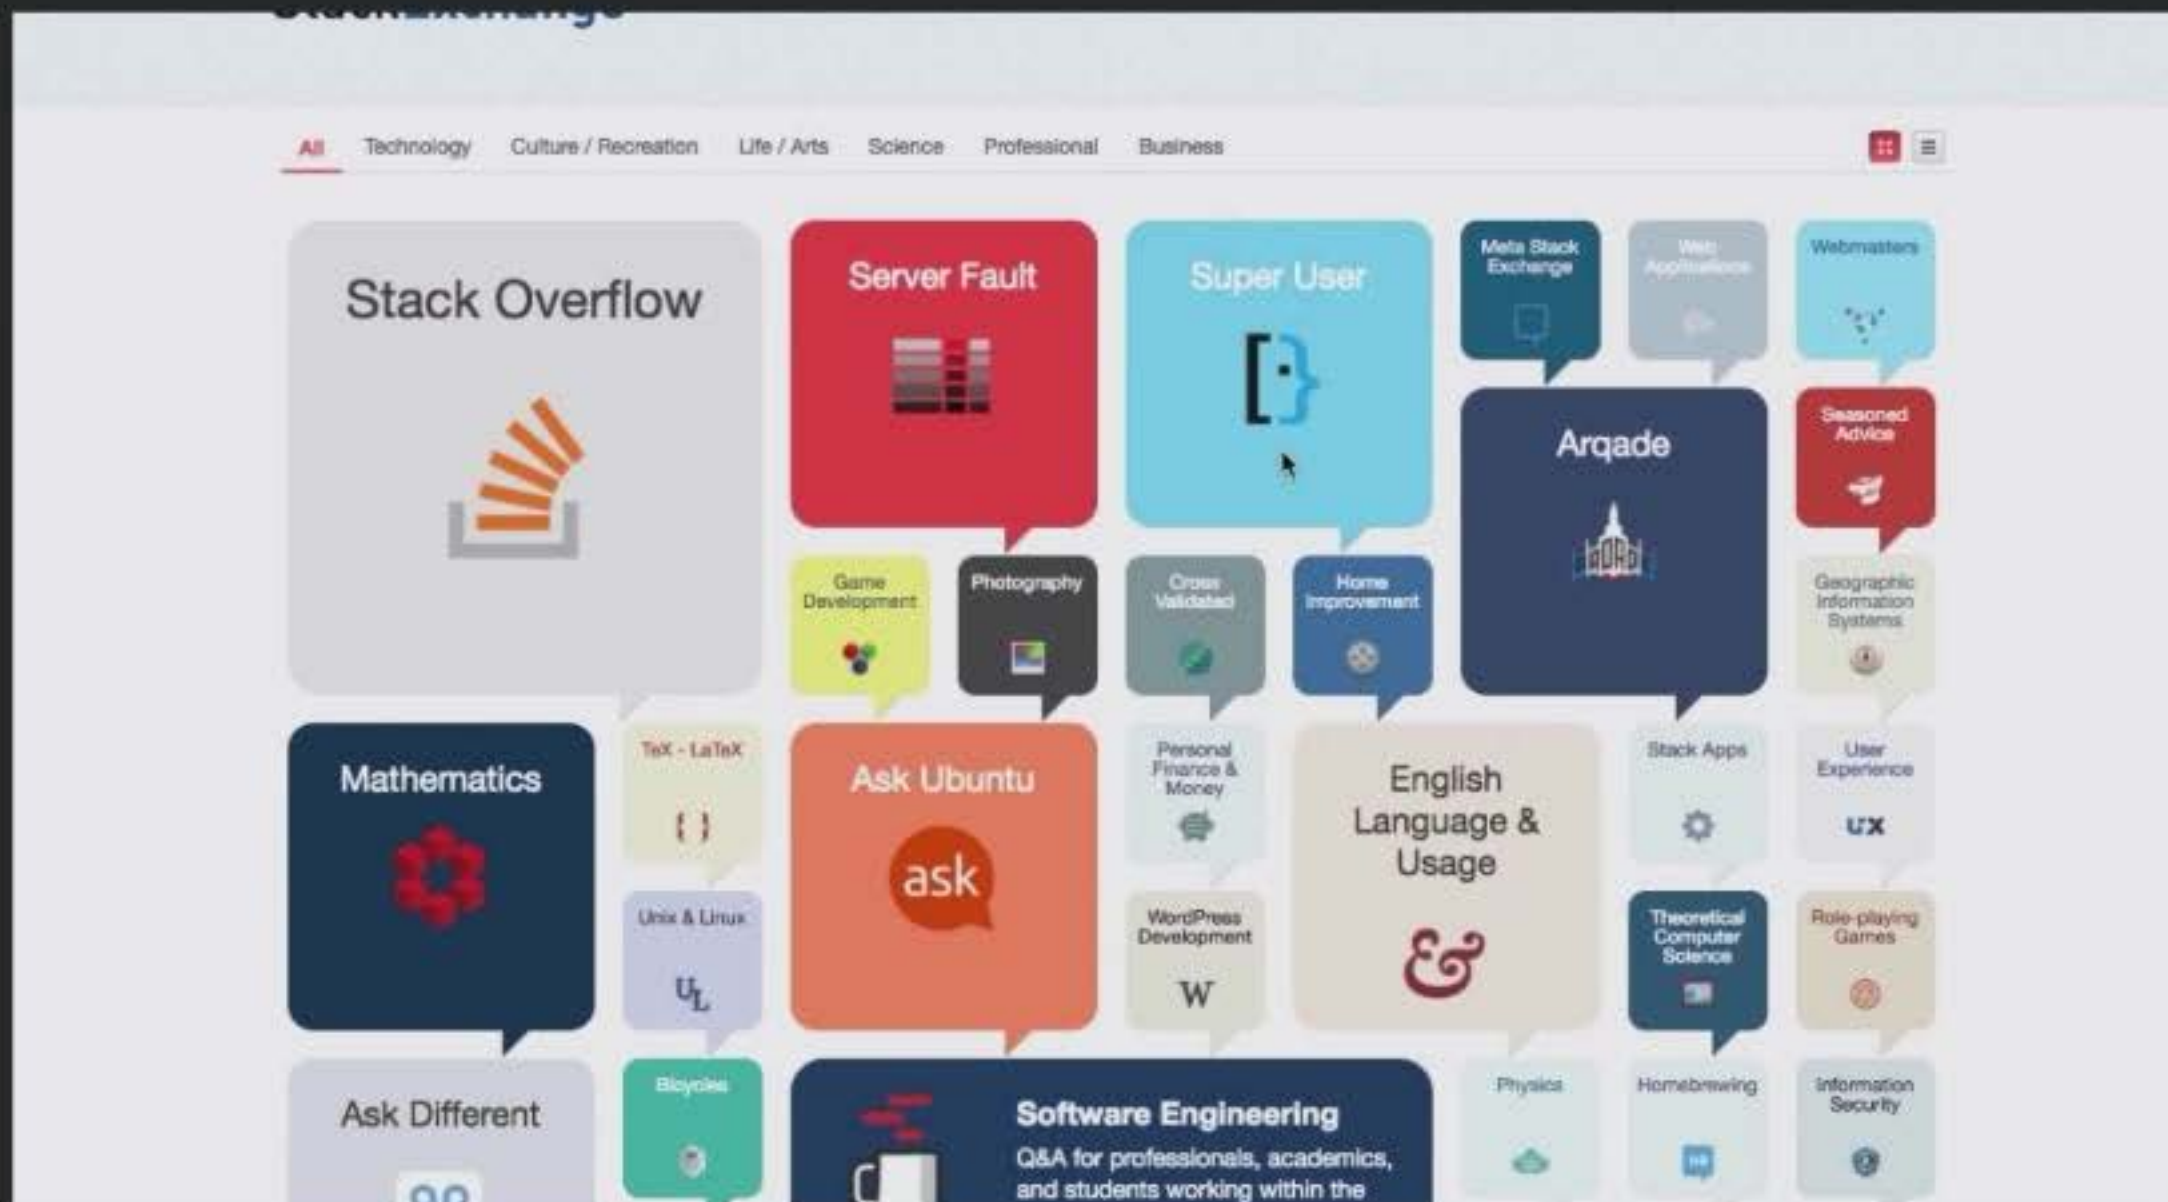 StackExchange
All Technology Culture / Recreation Life / Arts Science Professional Business
Stack Overflow
Server Fault
Super User
Meta Stack
Exchange
Web
Applications
Webmasters
Arqade
Seasoned
Advice
Game
Development
Photography
Cross
Validated
Home
Improvement
Geographic
Information
Systems
Mathematics
TeX - LaTeX
{ }
Ask Ubuntu
ask
Personal
Finance &
Money
English
Language &
Usage
&
Stack Apps
User
Experience
UX
Unix & Linux
UL
WordPress
Development
W
Theoretical
Computer
Science
Role-playing
Games
Ask Different
Bicycles
Software Engineering
Q&A for professionals, academics,
and students working within the
Physics
Homebrewing
Information
Security